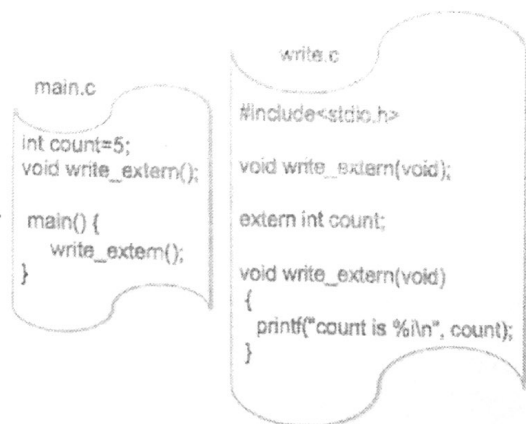 main.c
int count=5;
void write_extern();
main() {
write_extern();
}
write.c
#include<stdio.h>
void write_extern(void);
extern int count;
void write_extern(void)
{
printf("count is %i\n", count);
}